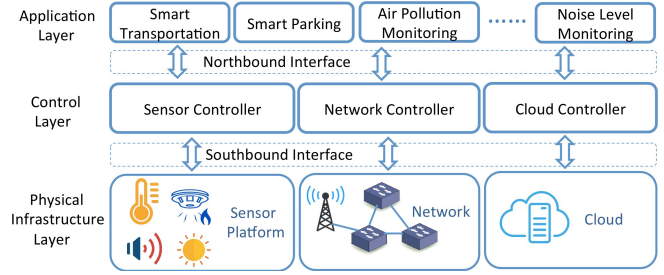 Application
Layer
Smart
Transportation
Smart Parking
Air Pollution
Monitoring
......
Noise Level
Monitoring
Northbound Interface
Control
Layer
Sensor Controller
Network Controller
Cloud Controller
Southbound Interface
Physical
Infrastructure
Layer
Sensor
Platform
Network
Cloud